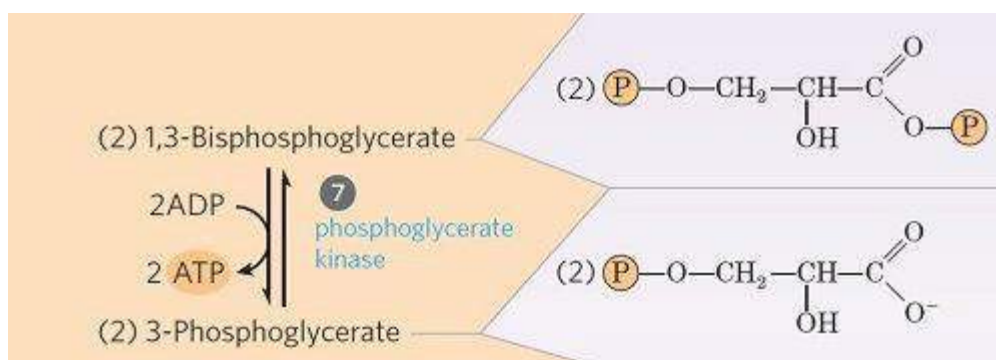 (2) 1,3-Bisphosphoglycerate
2ADP
2 ATP
7
phosphoglycerate
kinase
(2) 3-Phosphoglycerate
O
(2) P—O—CH₂—CH—C
OH
O—P
O
(2) P—O—CH₂—CH—C
OH
O⁻